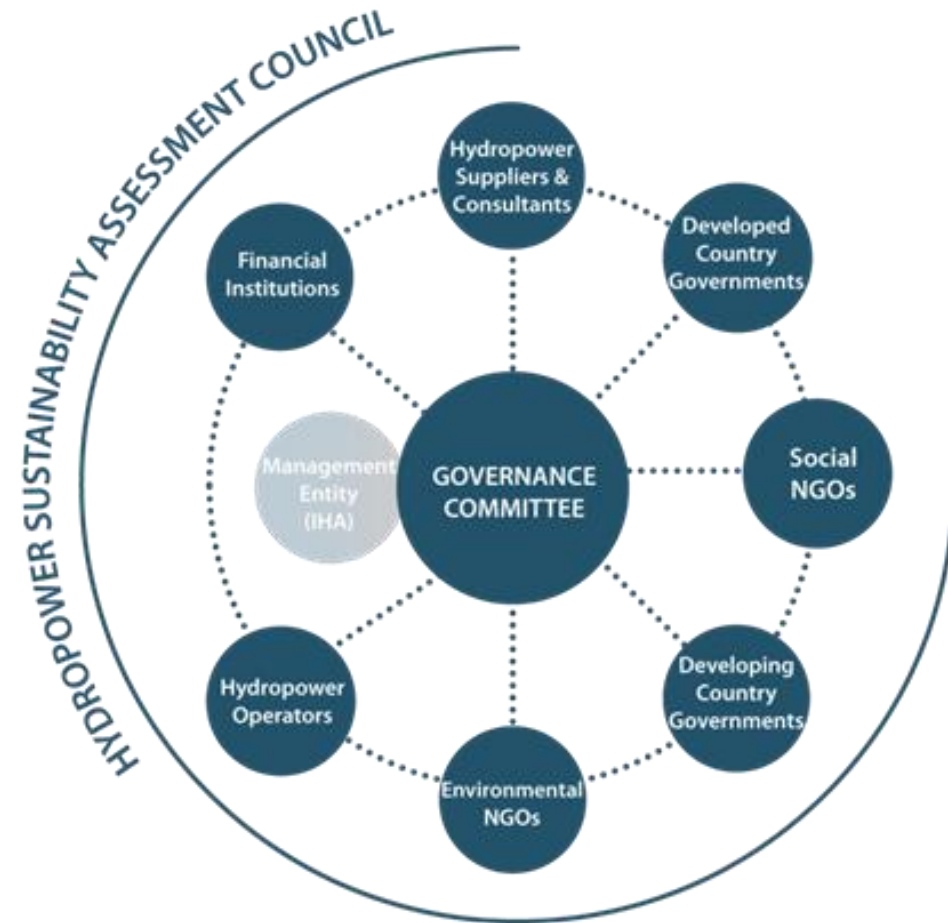 HYDROPOWER SUSTAINABILITY ASSESSMENT COUNCIL
Hydropower
Suppliers &
Consultants
Developed
Country
Governments
Financial
Institutions
Social
NGOs
Management
Entity
(IHA)
GOVERNANCE
COMMITTEE
Developing
Country
Governments
Hydropower
Operators
Environmental
NGOs